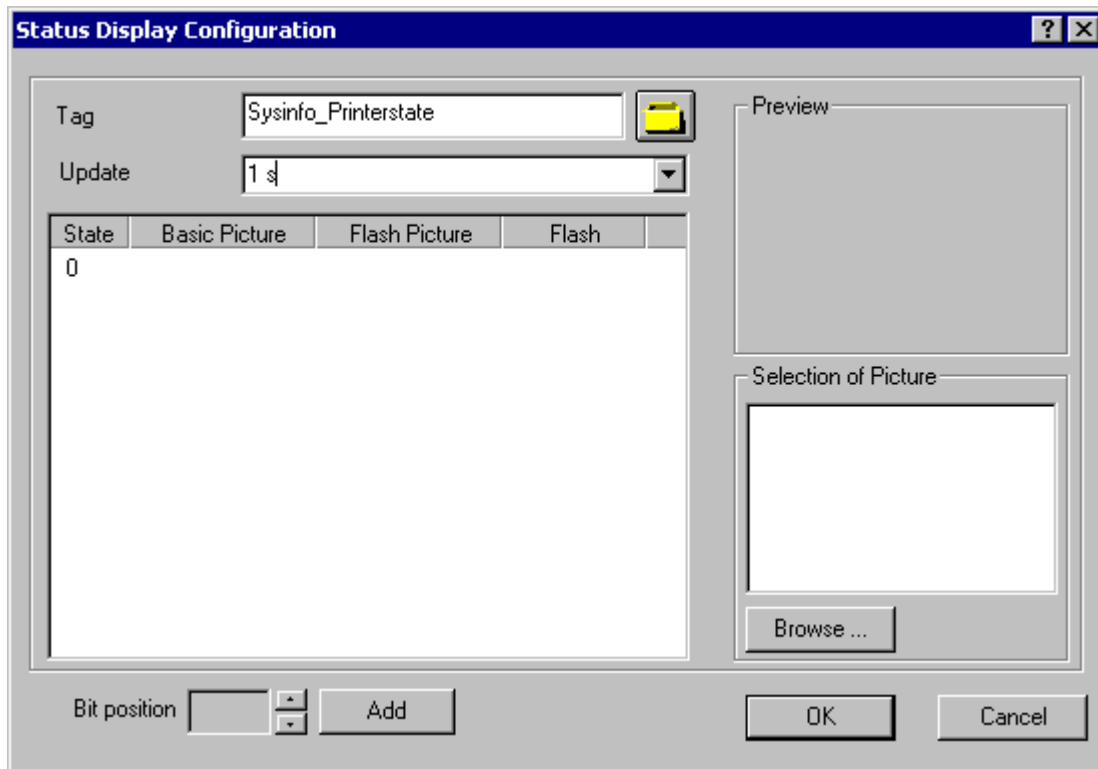 Status Display Configuration
Tag
Sysinfo_Printerstate
Update
1 s
State Basic Picture Flash Picture Flash
0
Preview
Selection of Picture
Browse ...
Bit position
Add
OK
Cancel